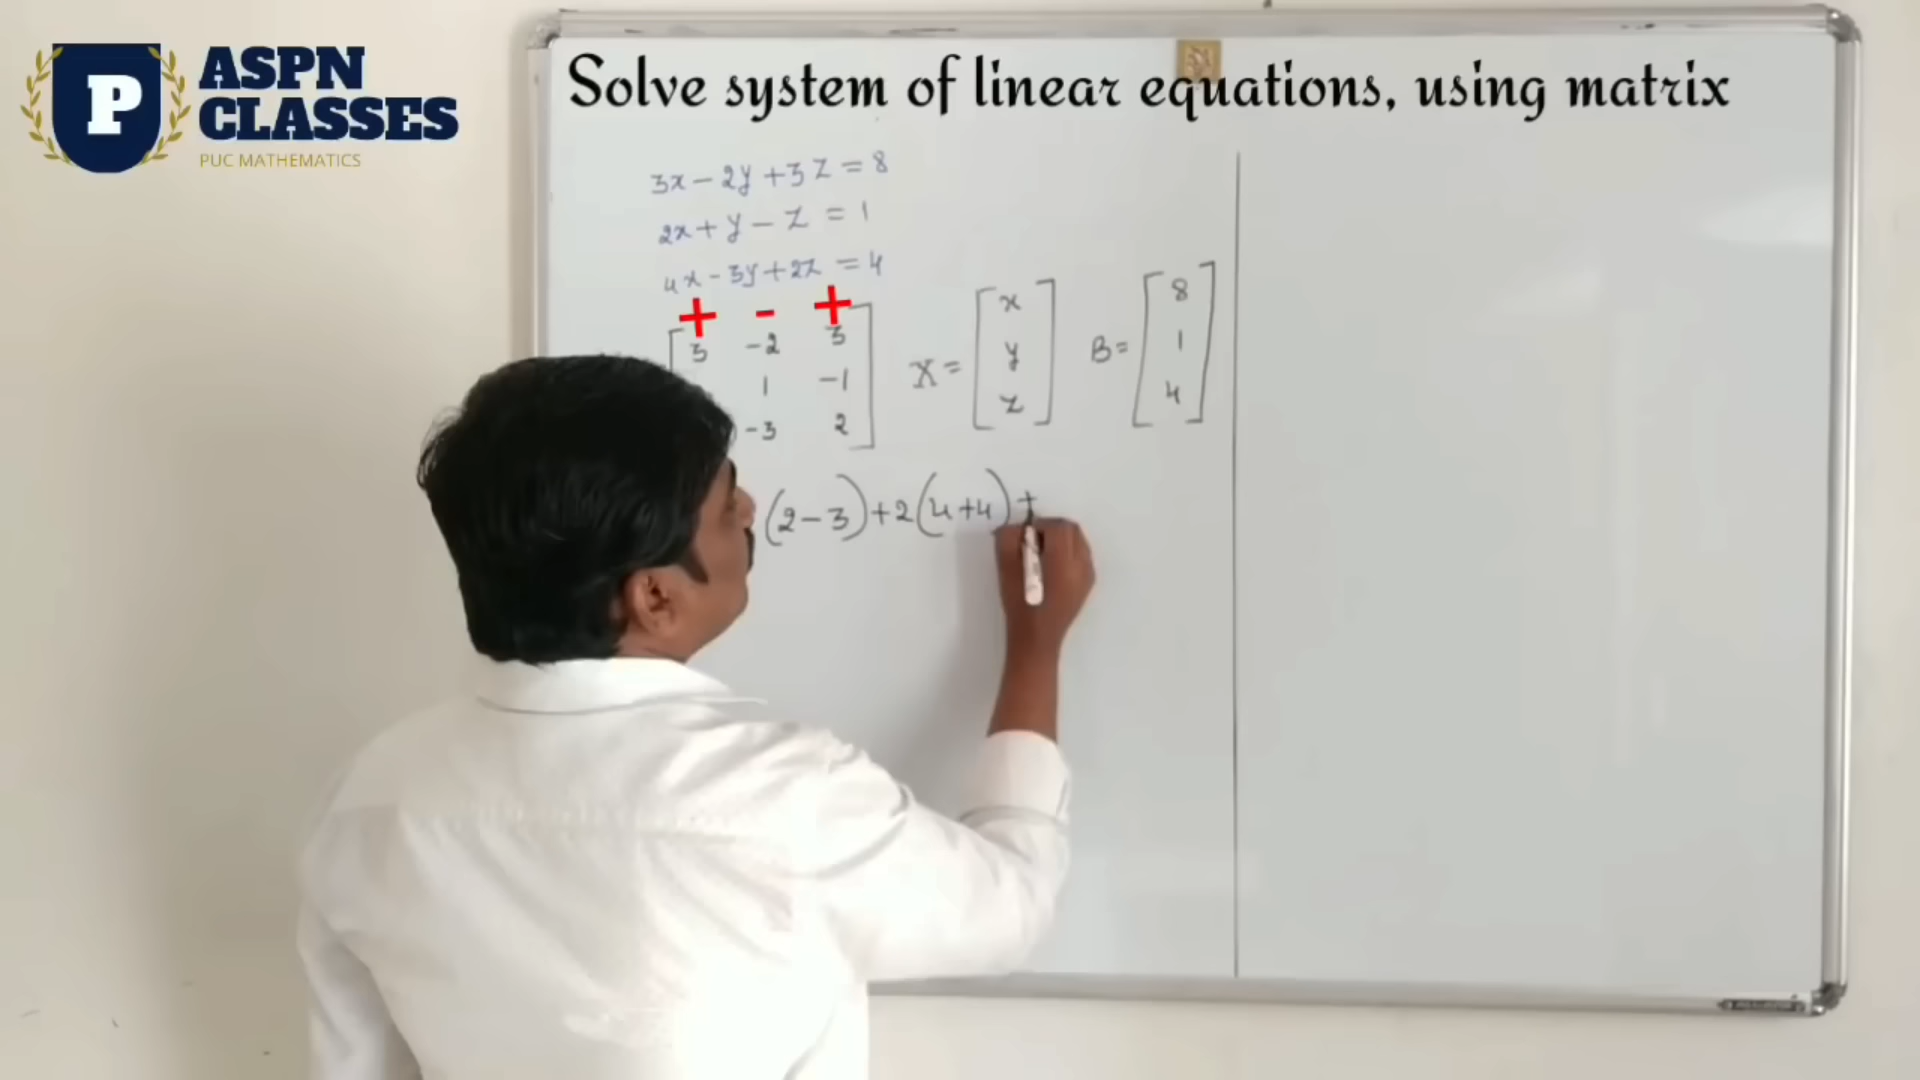 P
ASPN
CLASSES
PUC MATHEMATICS
Solve system of linear equations, using matrix
3x - 2y + 3z = 8
2x + y - z = 1
4x - 3y + 2z = 4
+ - +
3 -2 3
1 -1
-3 2
X = [x y z]
B = [8 1 4]
(2-3)+2(4+4)+